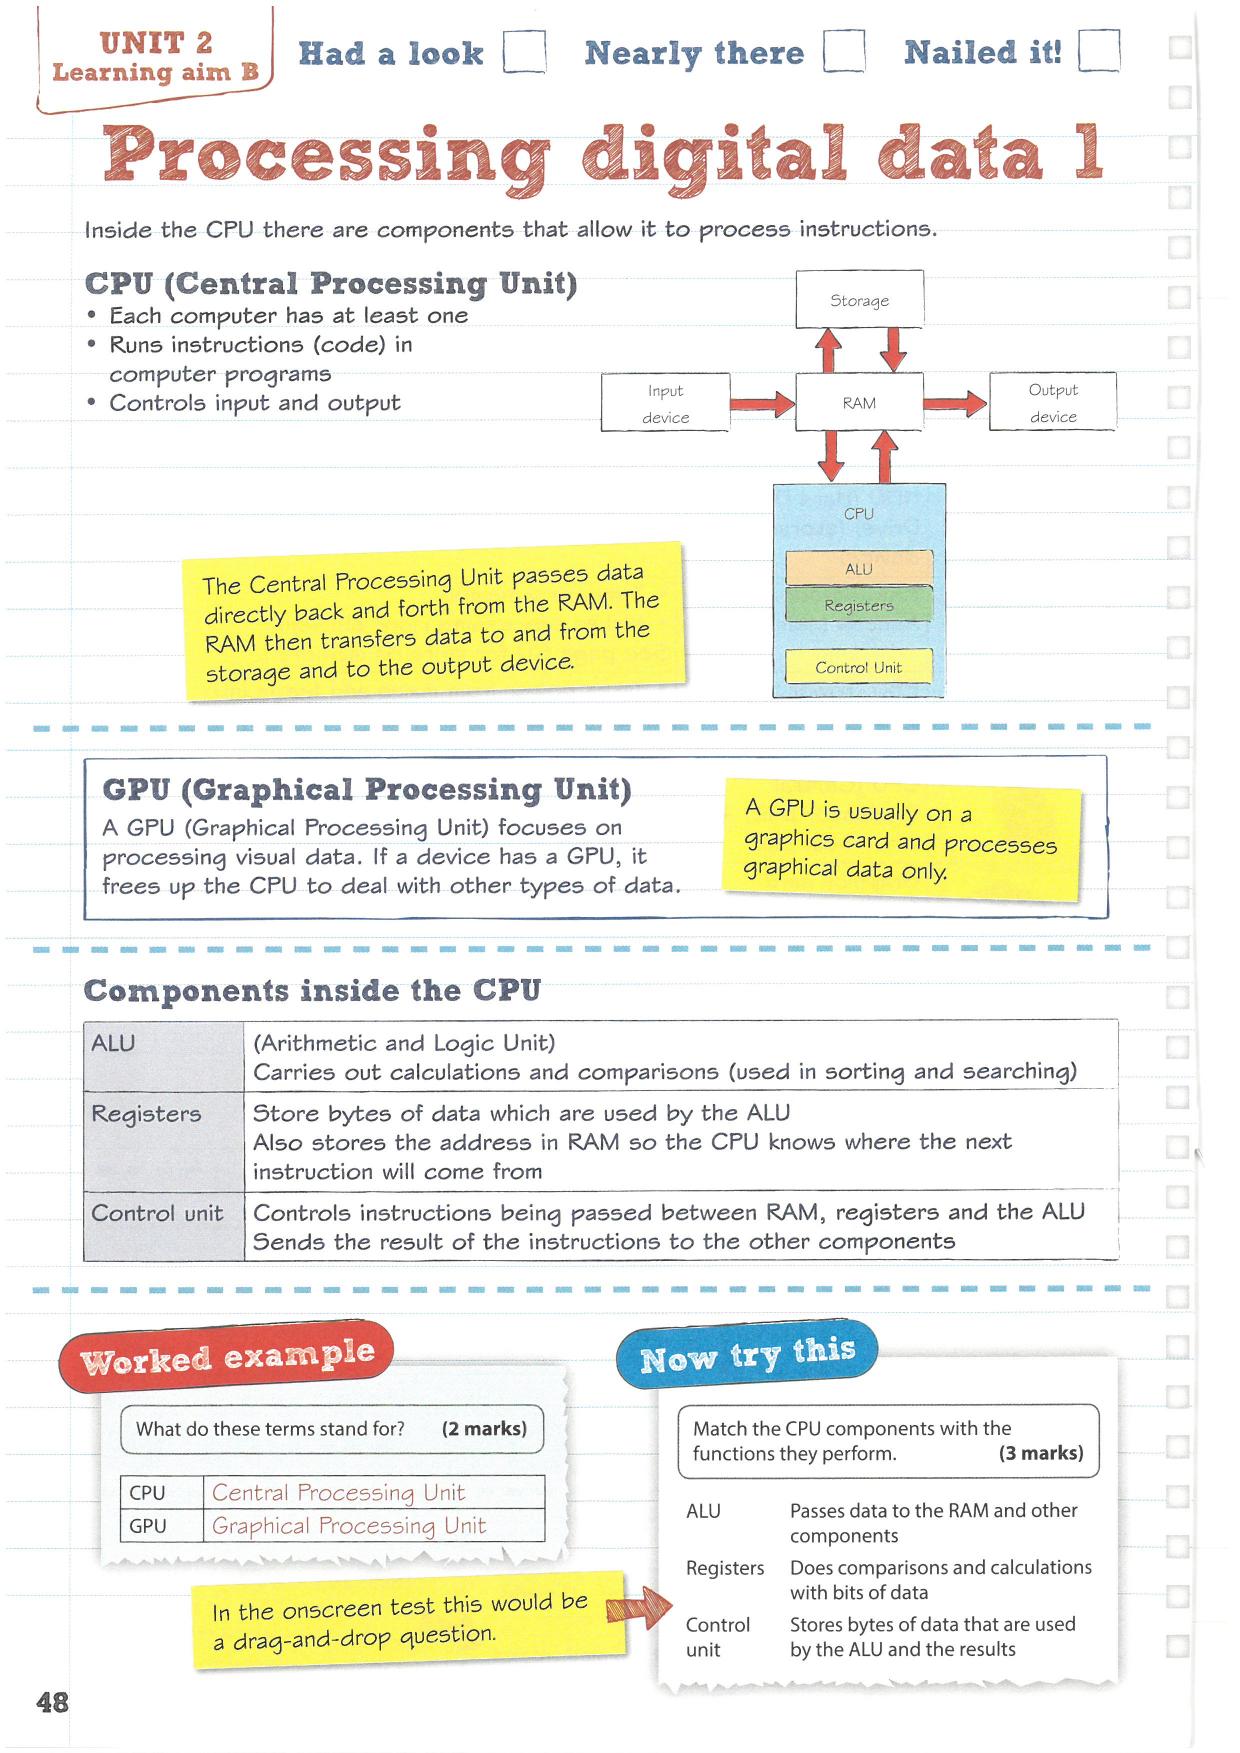 UNIT 2
Learning aim B
Had a look
Nearly there
Nailed it!
Processing digital data 1
Inside the CPU there are components that allow it to process instructions.
CPU (Central Processing Unit)
• Each computer has at least one
• Runs instructions (code) in
computer programs
• Controls input and output
Storage
Input
device
RAM
Output
device
CPU
ALU
Registers
Control Unit
The Central Processing Unit passes data
directly back and forth from the RAM. The
RAM then transfers data to and from the
storage and to the output device.
GPU (Graphical Processing Unit)
A GPU (Graphical Processing Unit) focuses on
processing visual data. If a device has a GPU, it
frees up the CPU to deal with other types of data.
A GPU is usually on a
graphics card and processes
graphical data only.
Components inside the CPU
ALU
(Arithmetic and Logic Unit)
Carries out calculations and comparisons (used in sorting and searching)
Registers
Store bytes of data which are used by the ALU
Also stores the address in RAM so the CPU knows where the next
instruction will come from
Control unit
Controls instructions being passed between RAM, registers and the ALU
Sends the result of the instructions to the other components
Worked example
What do these terms stand for? (2 marks)
CPU Central Processing Unit
GPU Graphical Processing Unit
In the onscreen test this would be
a drag-and-drop question.
Now try this
Match the CPU components with the
functions they perform. (3 marks)
ALU Passes data to the RAM and other
components
Registers Does comparisons and calculations
with bits of data
Control Stores bytes of data that are used
unit by the ALU and the results
48